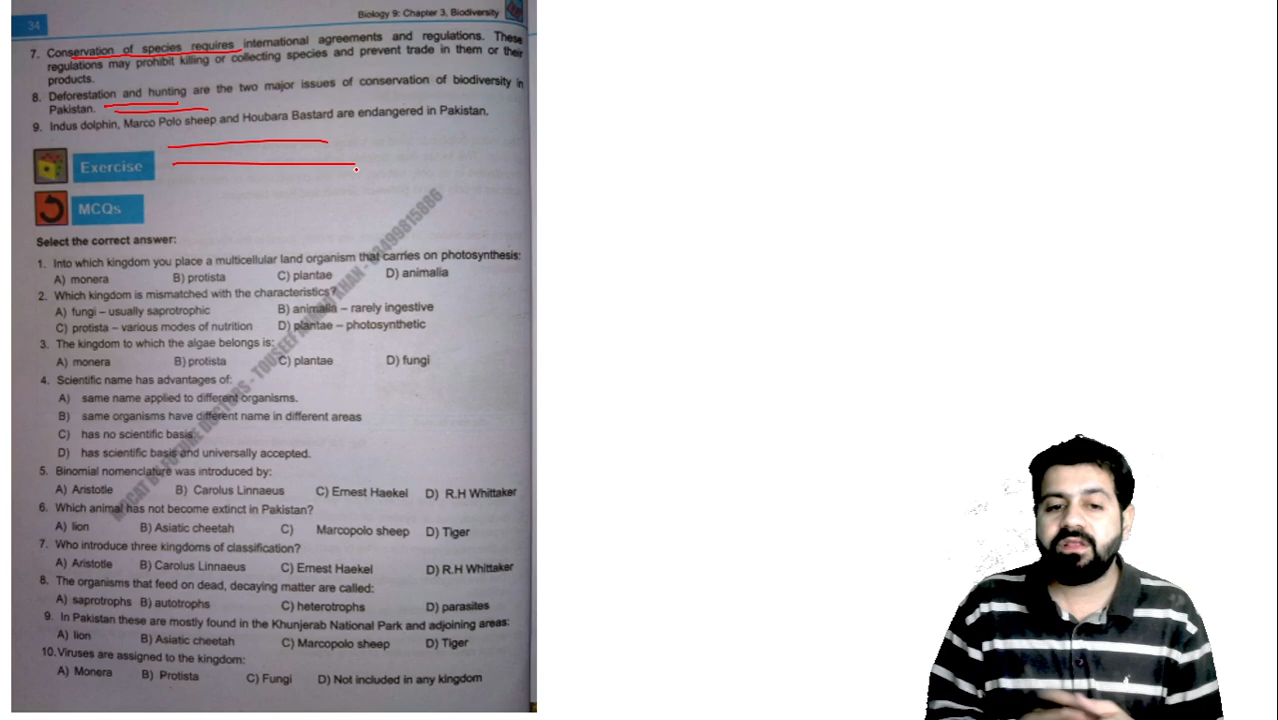 34
Biology 9: Chapter 3, Biodiversity
7. Conservation of species requires international agreements and regulations. These
regulations may prohibit killing or collecting species and prevent trade in them or their
products.
8. Deforestation and hunting are the two major issues of conservation of biodiversity in
Pakistan.
9. Indus dolphin, Marco Polo sheep and Houbara Bastard are endangered in Pakistan.
Exercise
MCQs
Select the correct answer:
1. Into which kingdom you place a multicellular land organism that carries on photosynthesis:
A) monera B) protista C) plantae D) animalia
2. Which kingdom is mismatched with the characteristics?
A) fungi – usually saprotrophic B) animalia – rarely ingestive
C) protista – various modes of nutrition D) plantae – photosynthetic
3. The kingdom to which the algae belongs is:
A) monera B) protista C) plantae D) fungi
4. Scientific name has advantages of:
A) same name applied to different organisms.
B) same organisms have different name in different areas
C) has no scientific basis
D) has scientific basis and universally accepted.
5. Binomial nomenclature was introduced by:
A) Aristotle B) Carolus Linnaeus C) Ernest Haekel D) R.H Whittaker
6. Which animal has not become extinct in Pakistan?
A) lion B) Asiatic cheetah C) Marcopolo sheep D) Tiger
7. Who introduce three kingdoms of classification?
A) Aristotle B) Carolus Linnaeus C) Ernest Haekel D) R.H Whittaker
8. The organisms that feed on dead, decaying matter are called:
A) saprotrophs B) autotrophs C) heterotrophs D) parasites
9. In Pakistan these are mostly found in the Khunjerab National Park and adjoining areas:
A) lion B) Asiatic cheetah C) Marcopolo sheep D) Tiger
10. Viruses are assigned to the kingdom:
A) Monera B) Protista C) Fungi D) Not included in any kingdom